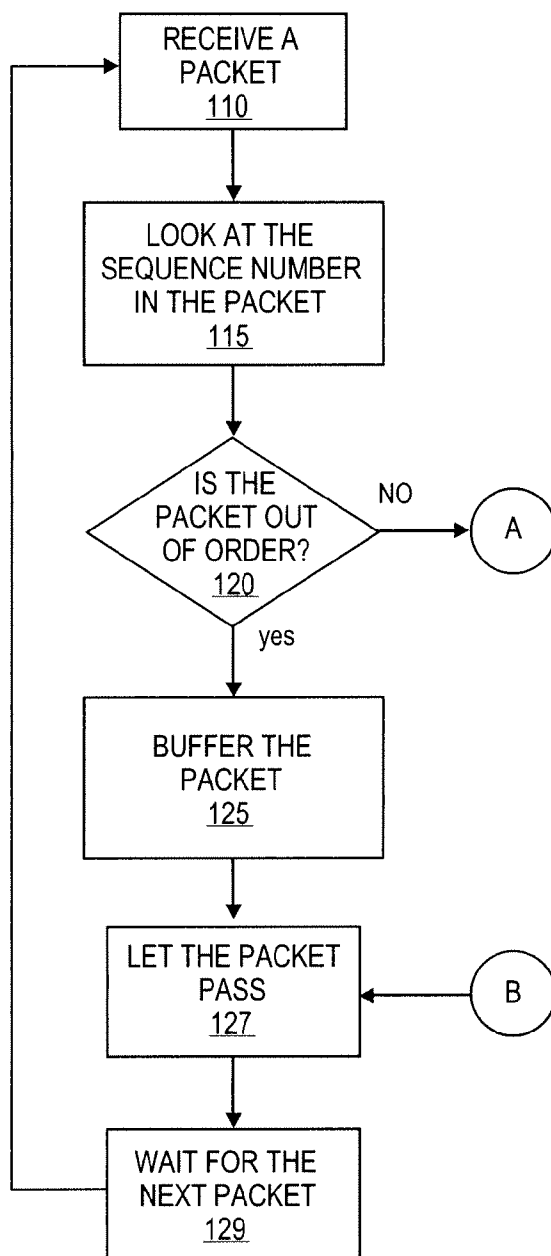 RECEIVE A
PACKET
110
LOOK AT THE
SEQUENCE NUMBER
IN THE PACKET
115
IS THE
PACKET OUT
OF ORDER?
120
NO
A
yes
BUFFER THE
PACKET
125
LET THE PACKET
PASS
127
B
WAIT FOR THE
NEXT PACKET
129